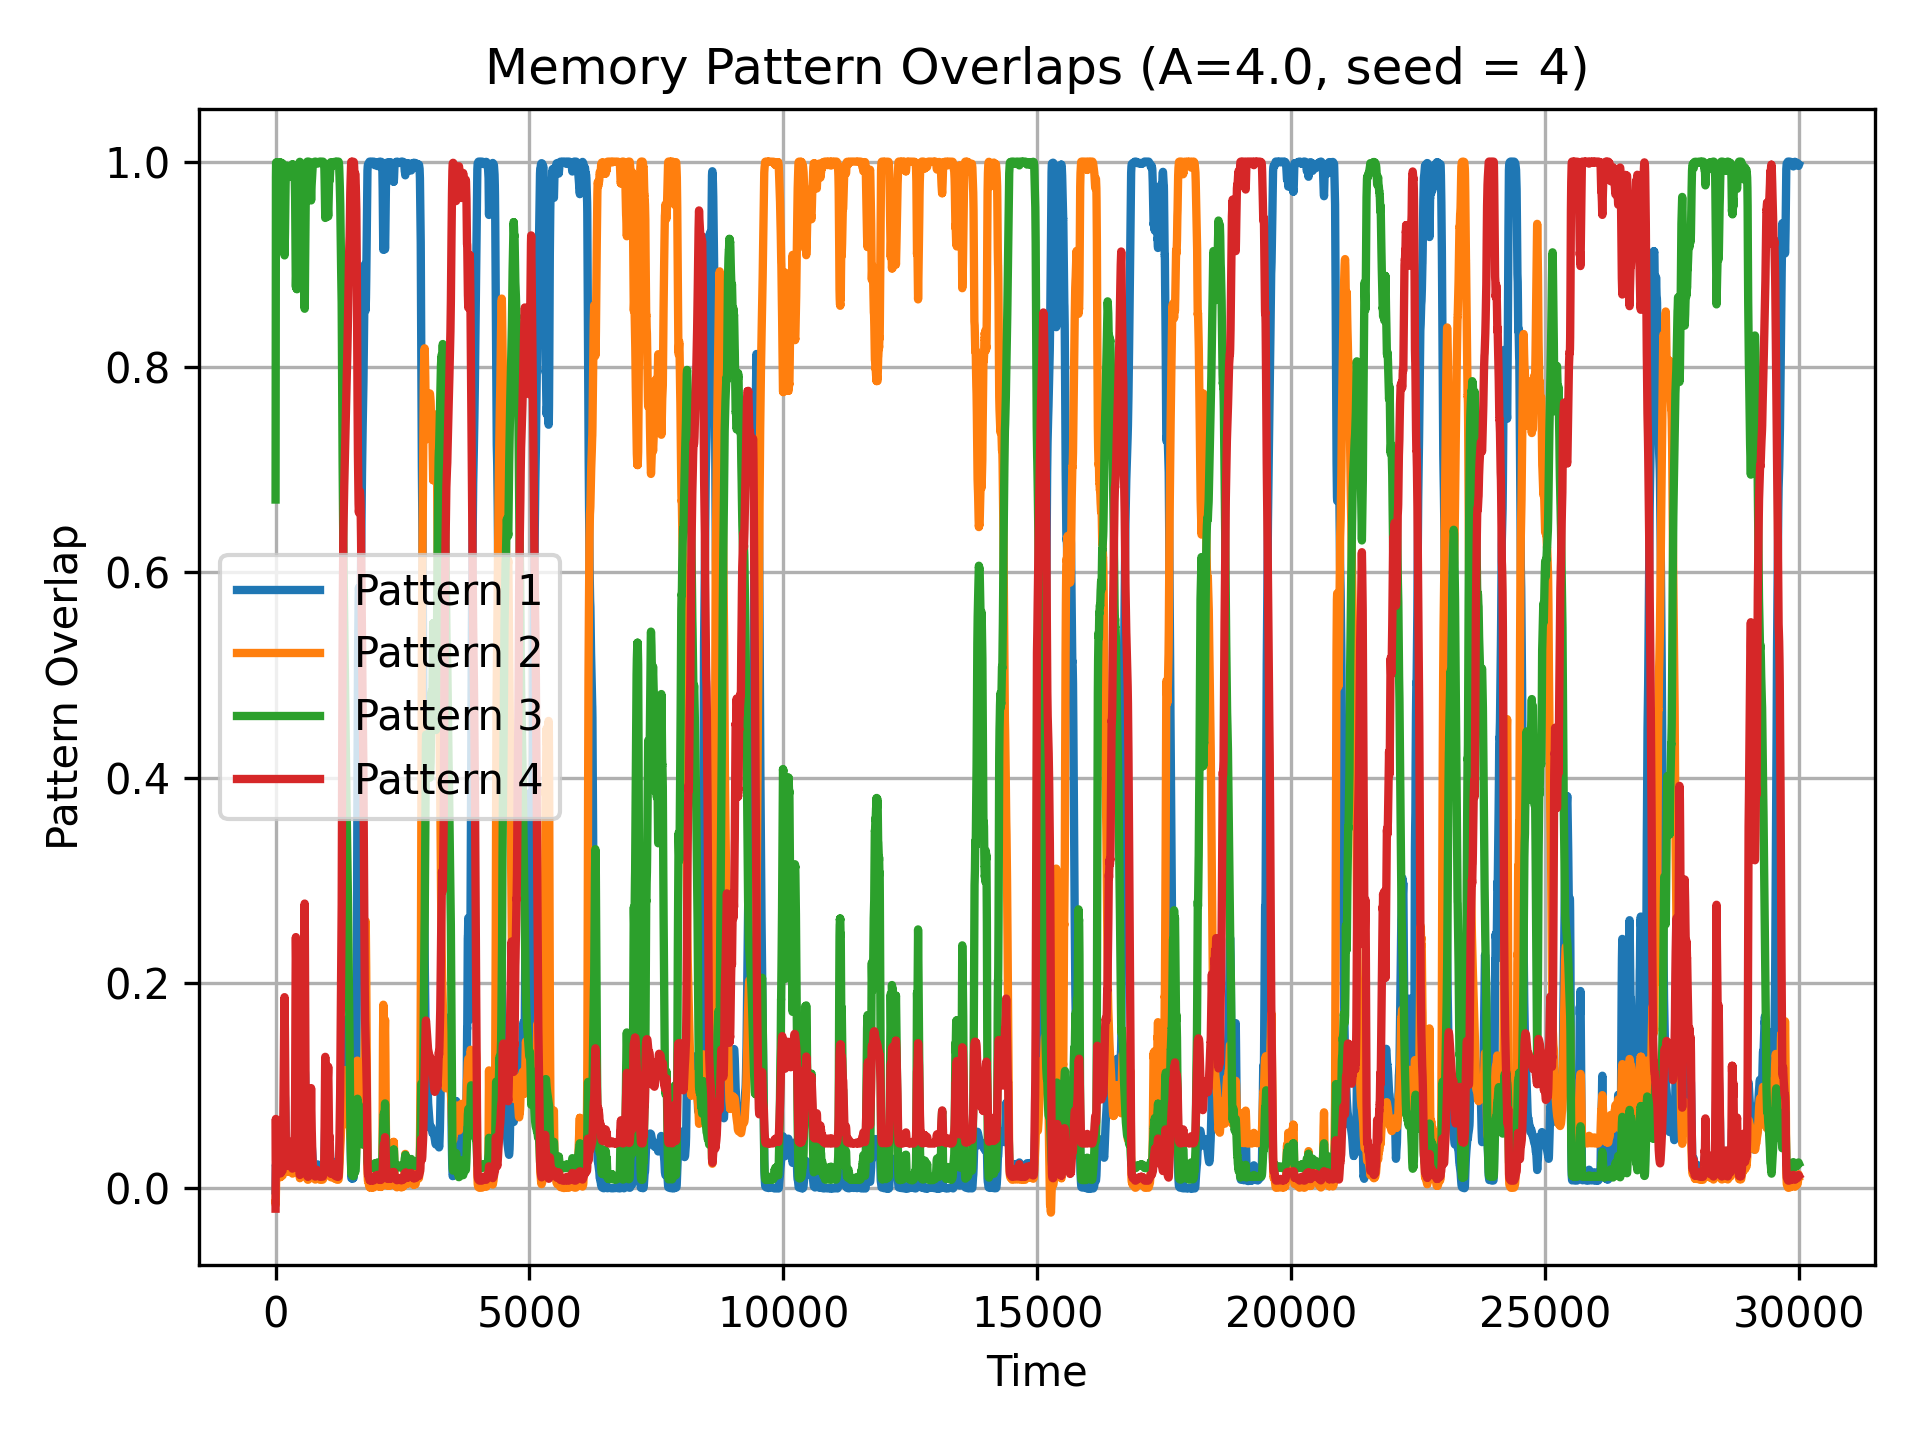 Memory Pattern Overlaps (A=4.0, seed = 4)
Pattern Overlap
1.0
0.8
0.6
0.4
0.2
0.0
Pattern 1
Pattern 2
Pattern 3
Pattern 4
0 5000 10000 15000 20000 25000 30000
Time